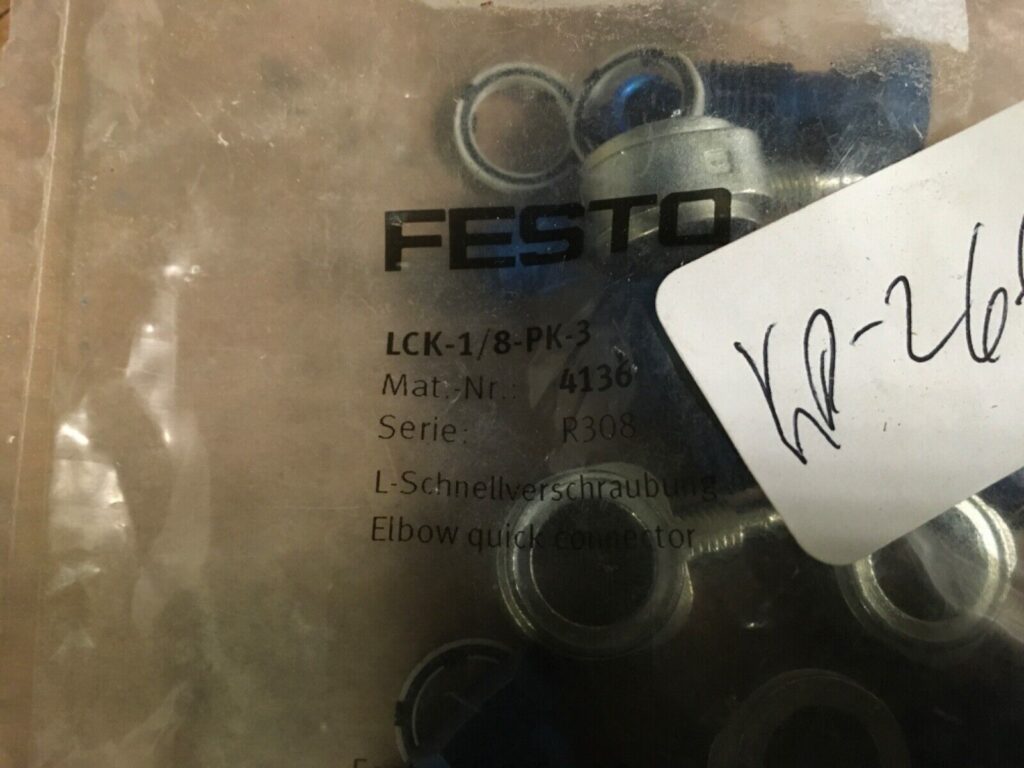 FESTO
LCK-1/8-PK-3
Mat.-Nr.: 4136
Serie: R308
L-Schnellverschraubung
Elbow quick connector